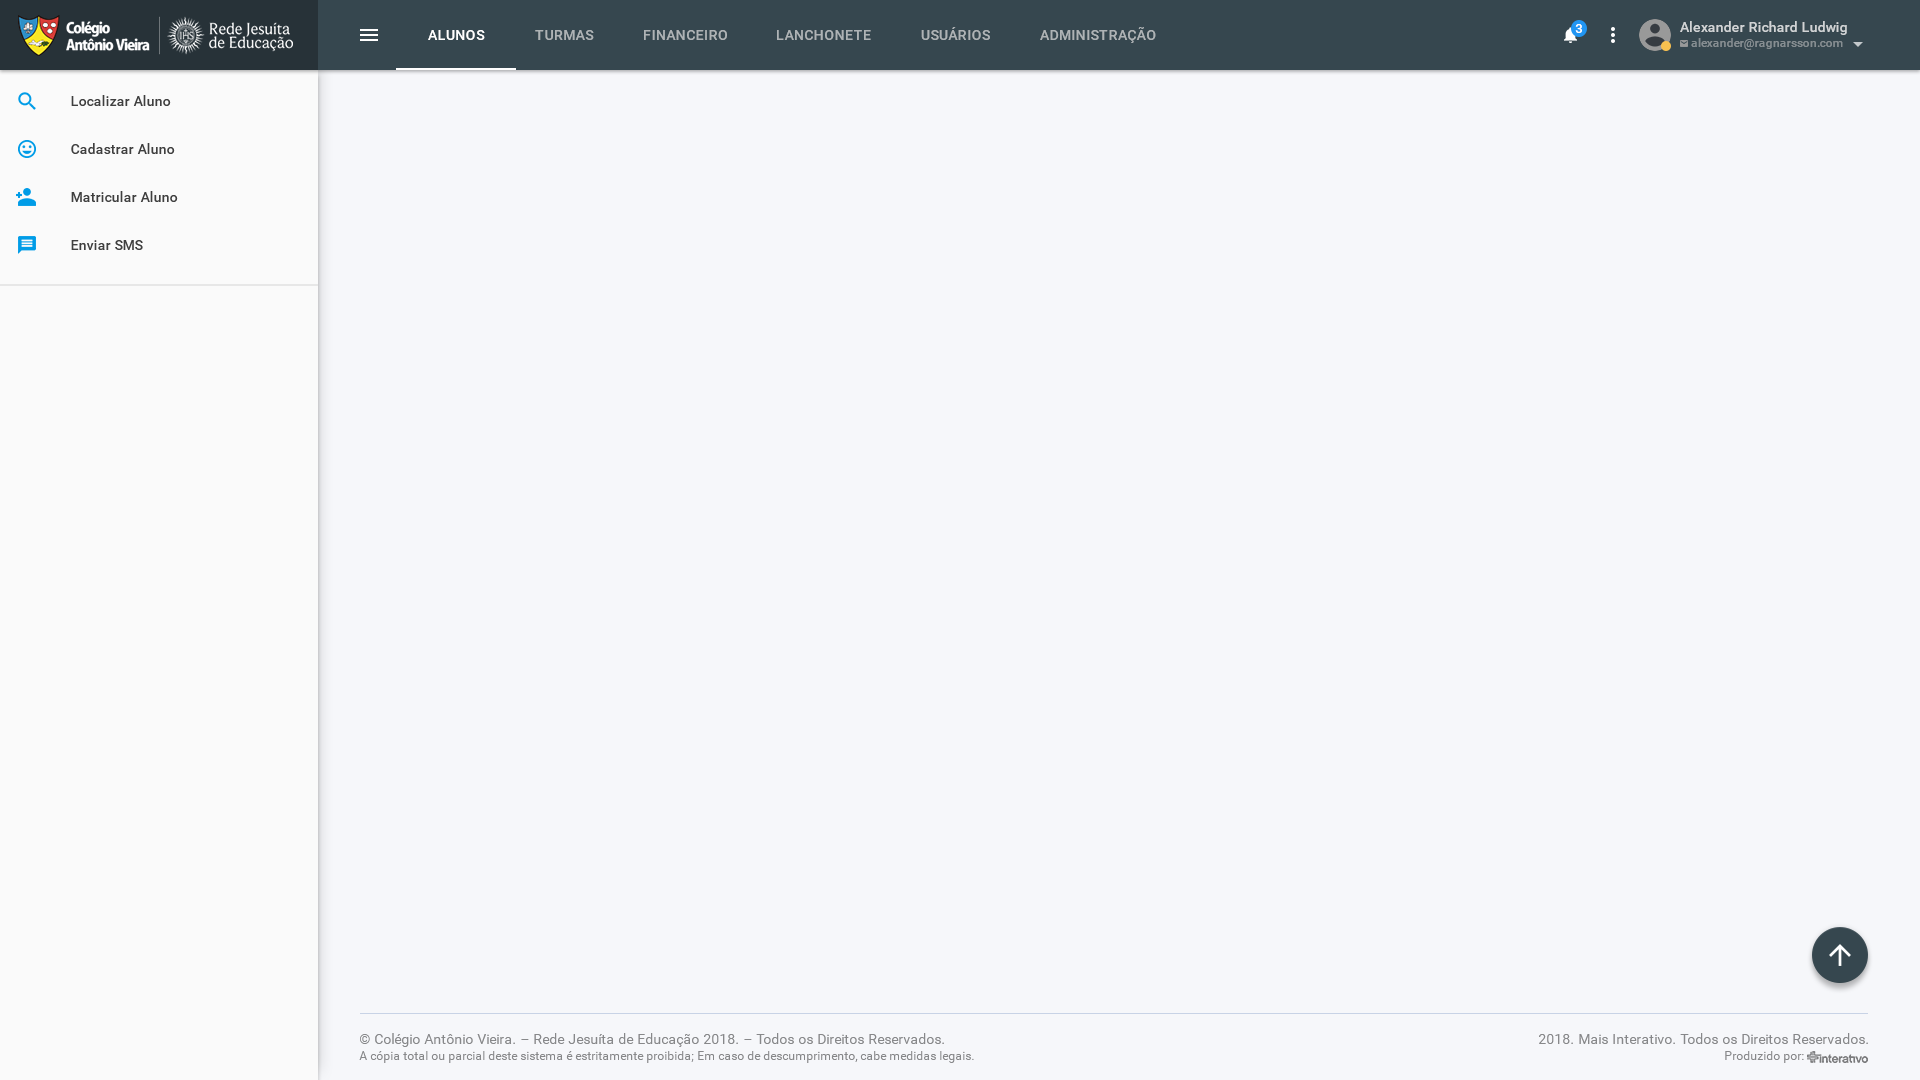 Colégio
Antônio Vieira
Rede Jesuíta
de Educação
ALUNOS
TURMAS
FINANCEIRO
LANCHONETE
USUÁRIOS
ADMINISTRAÇÃO
3
Alexander Richard Ludwig
alexander@ragnarsson.com
Localizar Aluno
Cadastrar Aluno
Matricular Aluno
Enviar SMS
© Colégio Antônio Vieira. – Rede Jesuíta de Educação 2018. – Todos os Direitos Reservados.
A cópia total ou parcial deste sistema é estritamente proibida; Em caso de descumprimento, cabe medidas legais.
2018. Mais Interativo. Todos os Direitos Reservados.
Produzido por: interativo